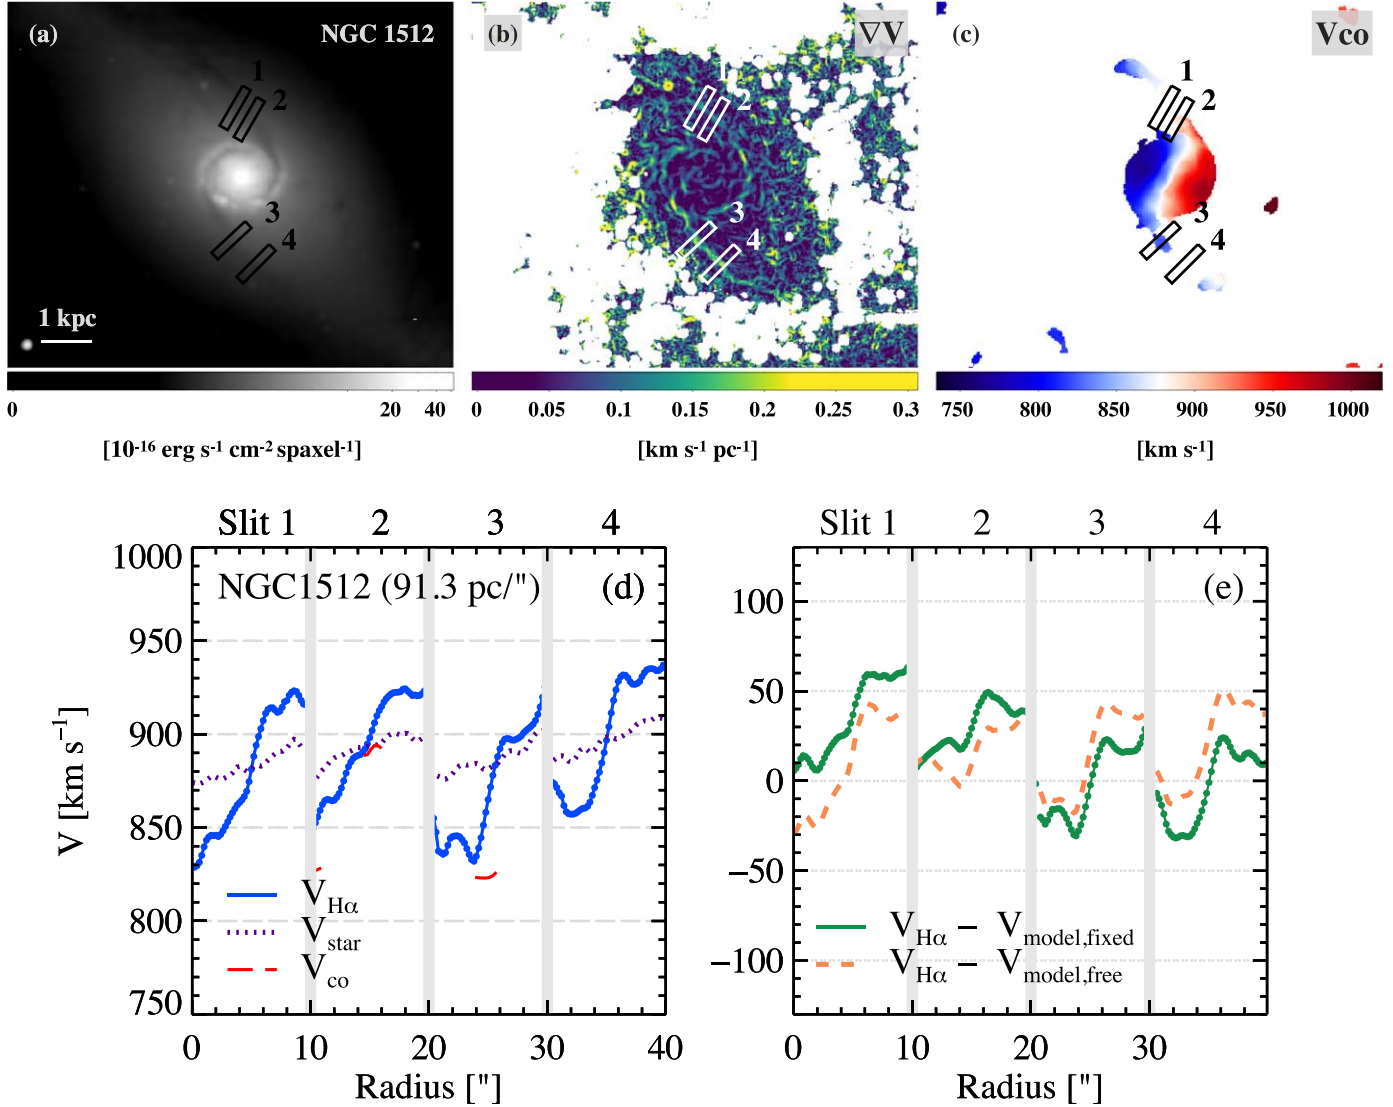 (a) NGC 1512
1
2
3
4
1 kpc
0 20 40
[10-16 erg s-1 cm-2 spaxel-1]
(b) ∇V
1
2
3
4
0 0.05 0.1 0.15 0.2 0.25 0.3
[km s-1 pc-1]
(c) Vco
1
2
3
4
750 800 850 900 950 1000
[km s-1]
Slit 1 2 3 4
NGC1512 (91.3 pc/") (d)
1000
950
900
850
800
750
V [km s−1]
VHα
Vstar
Vco
0 10 20 30 40
Radius ["]
Slit 1 2 3 4
(e)
100
50
0
−50
−100
VHα − Vmodel,fixed
VHα − Vmodel,free
0 10 20 30
Radius ["]